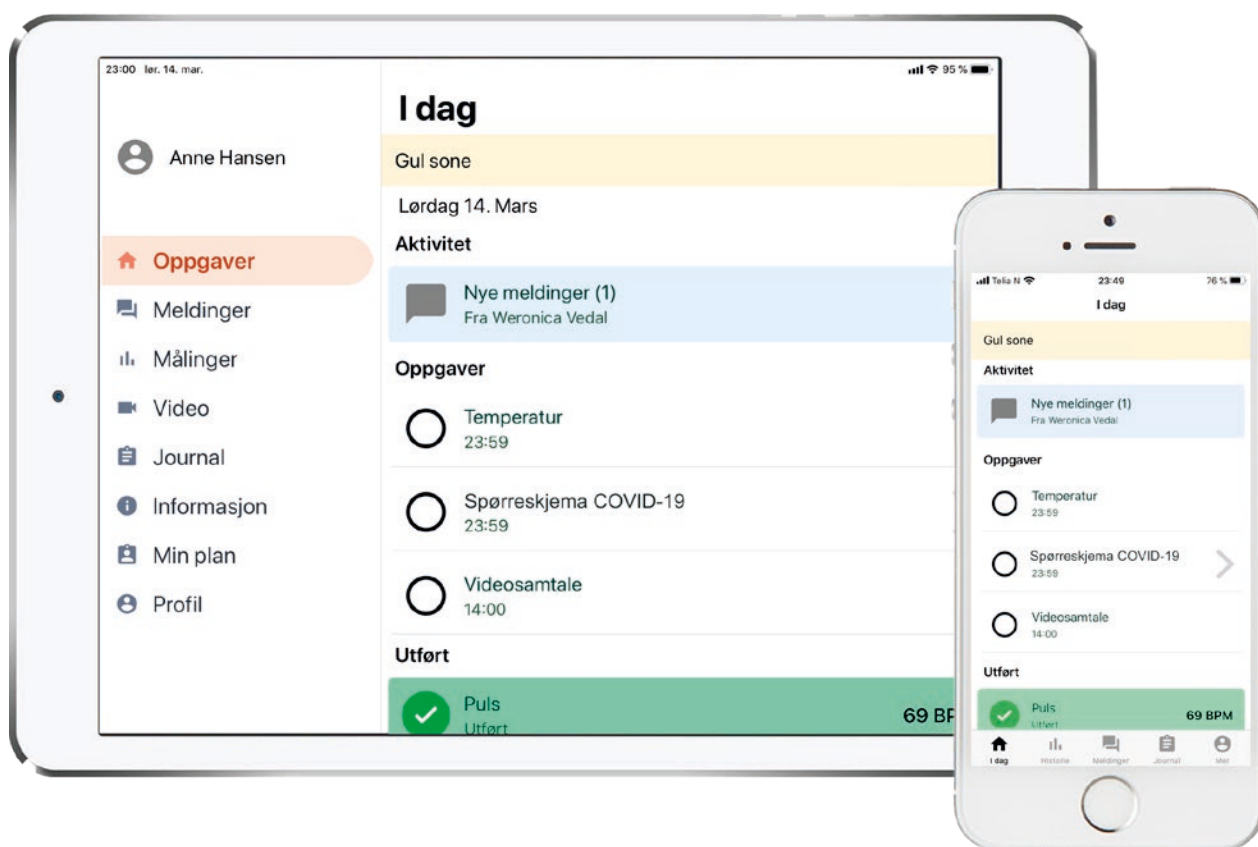 23:00 lør. 14. mar.
95 %
Anne Hansen
Oppgaver
Meldinger
Målinger
Video
Journal
Informasjon
Min plan
Profil
I dag
Gul sone
Lørdag 14. Mars
Aktivitet
Nye meldinger (1)
Fra Weronica Vedal
Oppgaver
Temperatur
23:59
Spørreskjema COVID-19
23:59
Videosamtale
14:00
Utført
Puls
69 BP
Utført
Telia N 23:49 76 %
I dag
Gul sone
Aktivitet
Nye meldinger (1)
Fra Weronica Vedal
Oppgaver
Temperatur
23:59
Spørreskjema COVID-19
23:59
Videosamtale
14:00
Utført
Puls
69 BPM
Utført
I dag Historie Meldinger Journal Mer